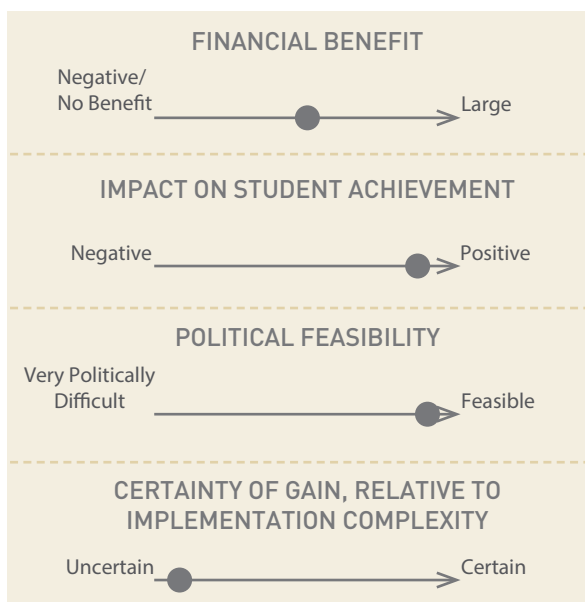 FINANCIAL BENEFIT
Negative/
No Benefit
Large
IMPACT ON STUDENT ACHIEVEMENT
Negative
Positive
POLITICAL FEASIBILITY
Very Politically
Difficult
Feasible
CERTAINTY OF GAIN, RELATIVE TO
IMPLEMENTATION COMPLEXITY
Uncertain
Certain